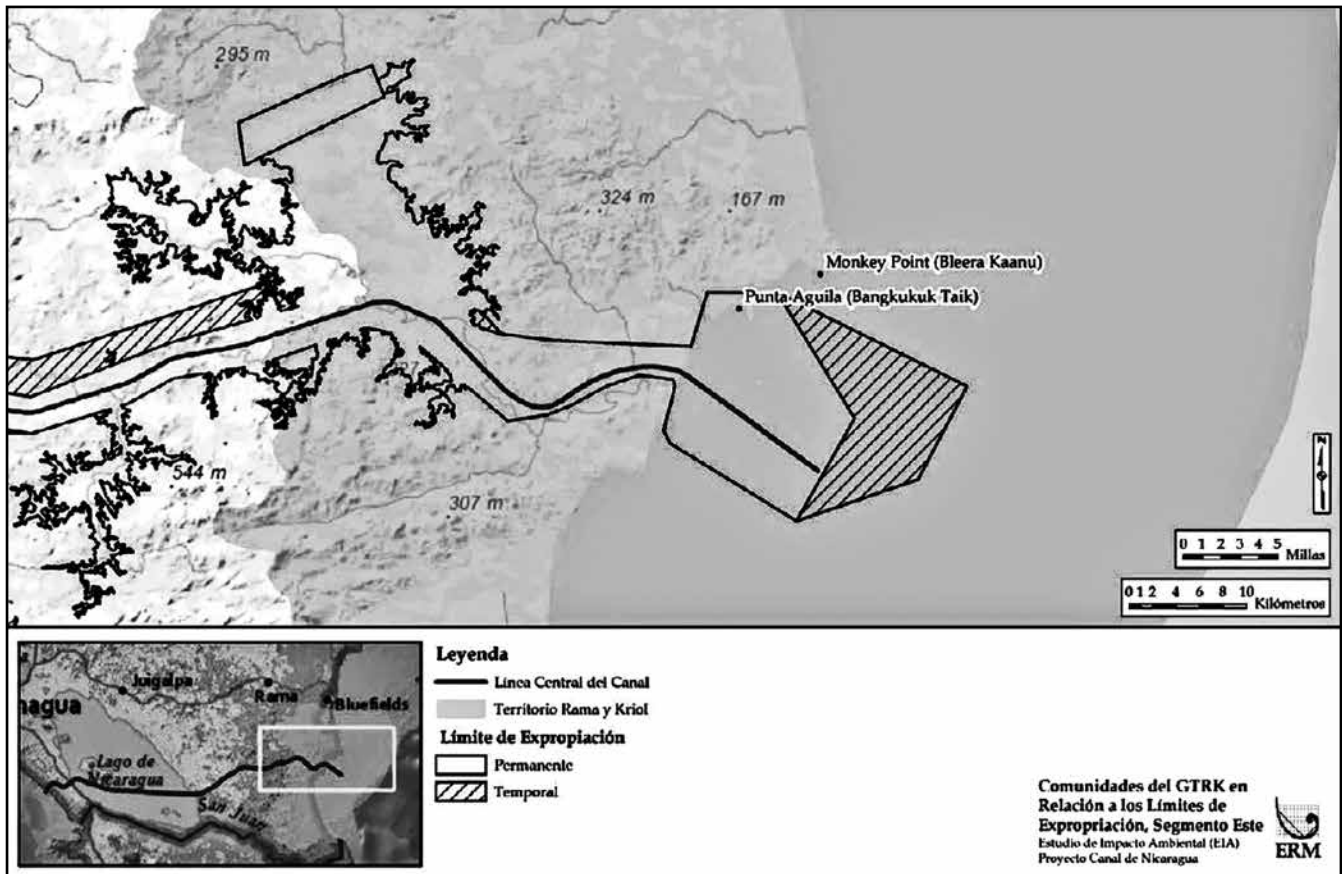 295 m
324 m
167 m
Monkey Point (Bleera Kaanu)
Punta Aguila (Bangkukuk Taik)
544 m
307 m
N
0 1 2 3 4 5 Millas
0 1 2 4 6 8 10 Kilómetros
Juigalpa
Rama
Bluefields
nagua
Lago de
Nicaragua
San Juan
Leyenda
Línea Central del Canal
Territorio Rama y Kriol
Límite de Expropiación
Permanente
Temporal
Comunidades del GTRK en
Relación a los Límites de
Expropriación, Segmento Este
Estudio de Impacto Ambiental (EIA)
Proyecto Canal de Nicaragua
ERM